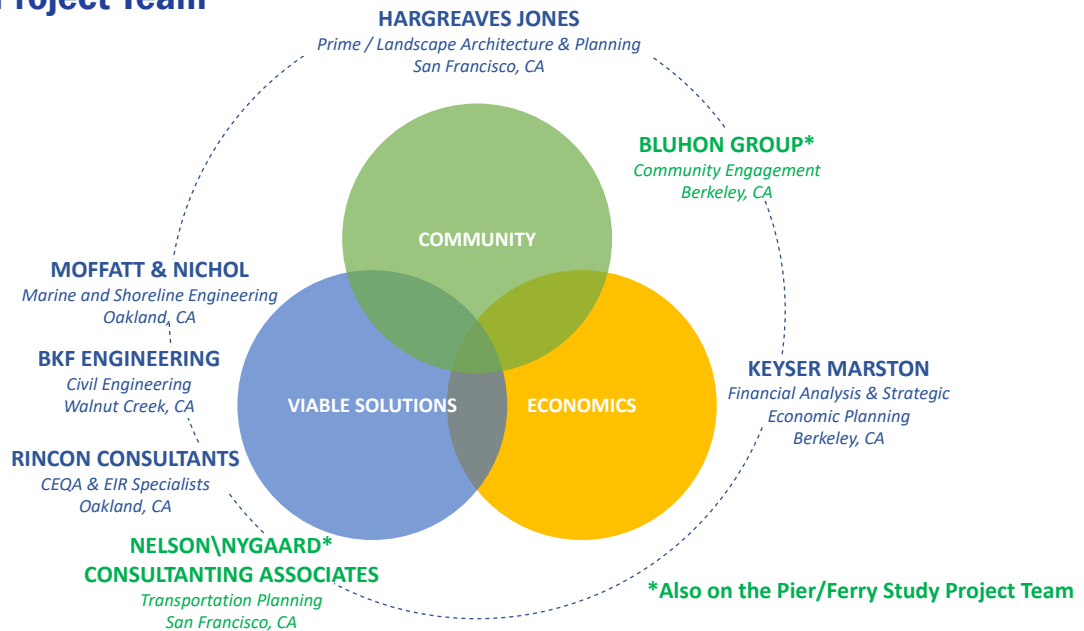 Project Team
HARGREAVES JONES
Prime / Landscape Architecture & Planning
San Francisco, CA
BLUHON GROUP*
Community Engagement
Berkeley, CA
COMMUNITY
MOFFATT & NICHOL
Marine and Shoreline Engineering
Oakland, CA
BKF ENGINEERING
Civil Engineering
Walnut Creek, CA
VIABLE SOLUTIONS
ECONOMICS
KEYSER MARSTON
Financial Analysis & Strategic
Economic Planning
Berkeley, CA
RINCON CONSULTANTS
CEQA & EIR Specialists
Oakland, CA
NELSON\NYGAARD*
CONSULTANTING ASSOCIATES
Transportation Planning
San Francisco, CA
*Also on the Pier/Ferry Study Project Team